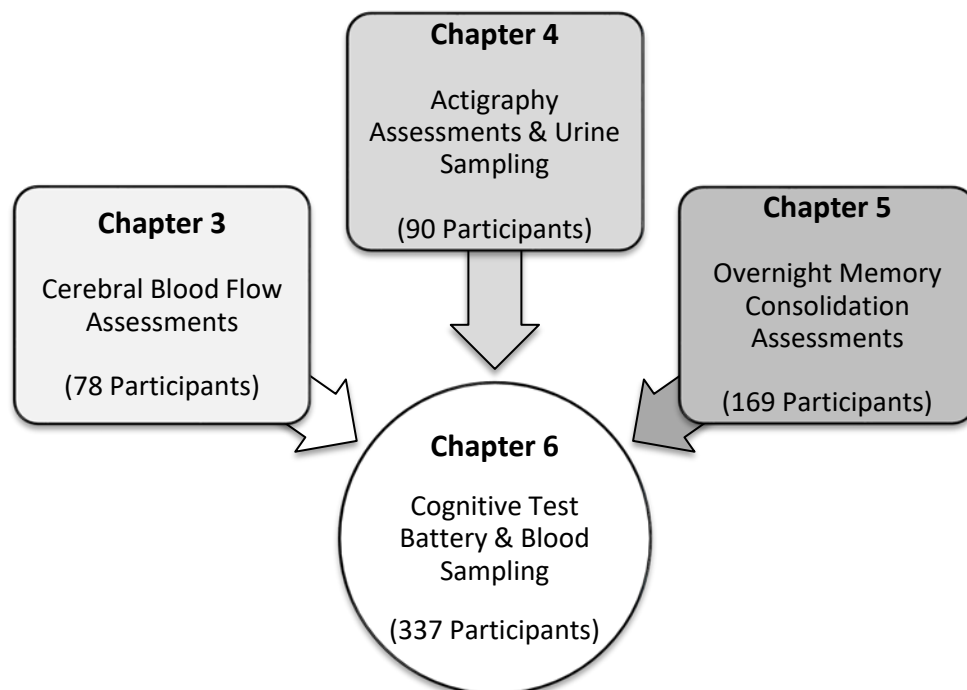 Chapter 3
Cerebral Blood Flow
Assessments
(78 Participants)
Chapter 4
Actigraphy
Assessments & Urine
Sampling
(90 Participants)
Chapter 5
Overnight Memory
Consolidation
Assessments
(169 Participants)
Chapter 6
Cognitive Test
Battery & Blood
Sampling
(337 Participants)